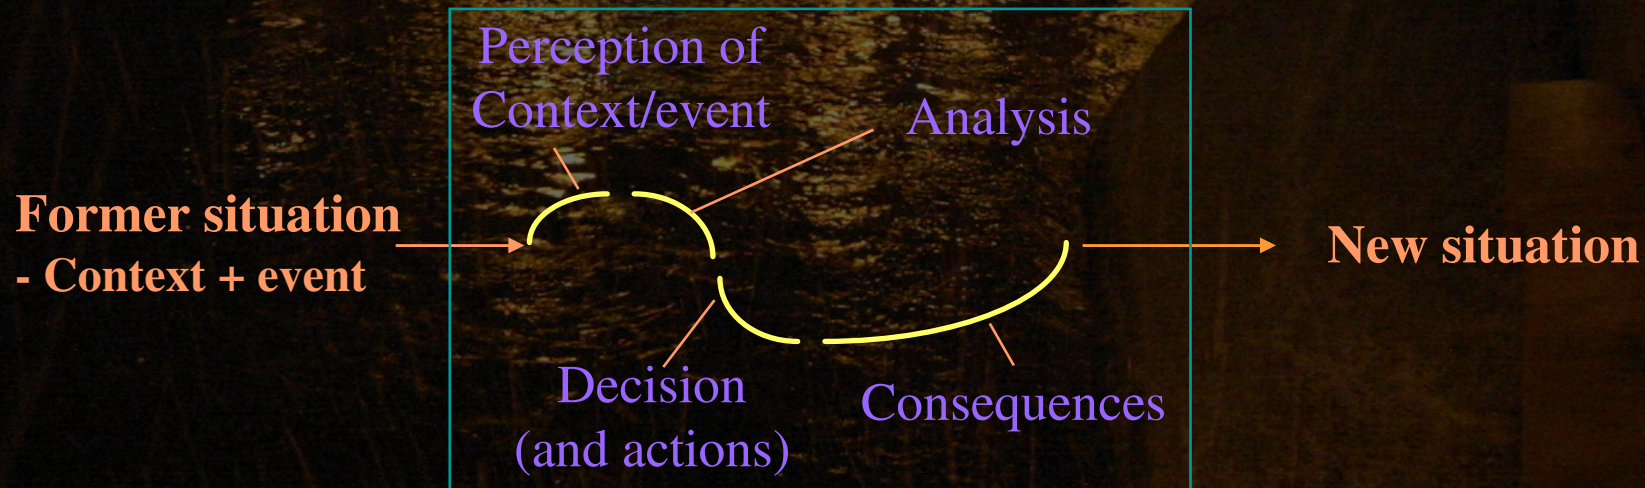 Perception of
Context/event
Analysis
Former situation
- Context + event
New situation
Decision
(and actions)
Consequences